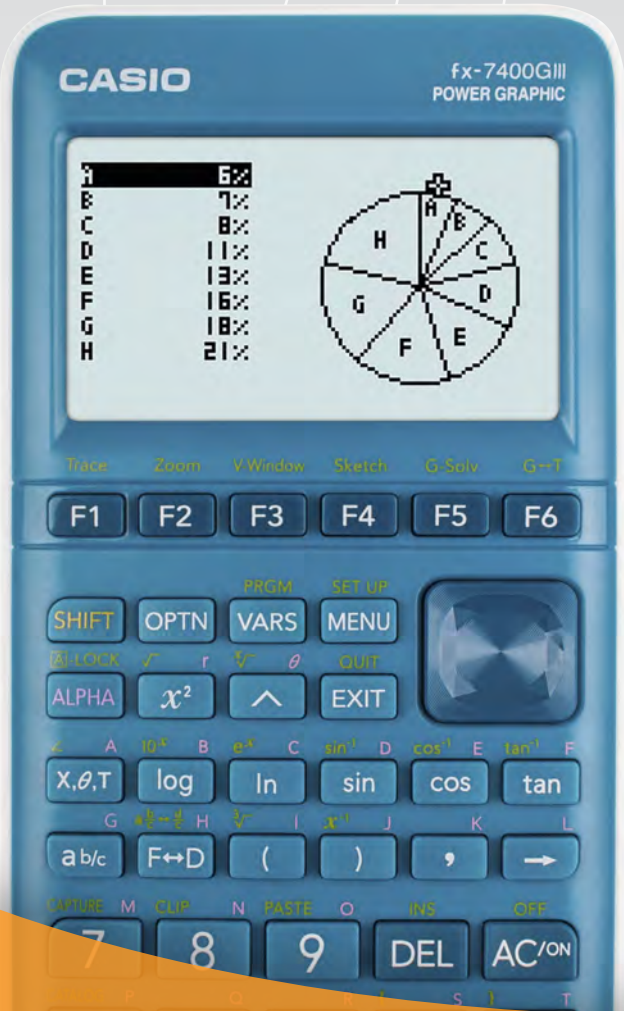 CASIO
fx-7400GIII
POWER GRAPHIC
A 6%
B 7%
C 8%
D 11%
E 13%
F 16%
G 18%
H 21%
A
B
C
D
E
F
G
H
Trace Zoom V-Window Sketch G-Solv G↔T
F1 F2 F3 F4 F5 F6
PRGM SET UP
SHIFT OPTN VARS MENU
A-LOCK √ r θ QUIT
ALPHA x² ^ EXIT
∠ A 10ˣ B eˣ C sin⁻¹ D cos⁻¹ E tan⁻¹ F
X,θ,T log ln sin cos tan
G H ³√ I x⁻¹ J K L
a b/c F↔D ( ) , →
CAPTURE M CLIP N PASTE O INS OFF
7 8 9 DEL AC/ON
P Q R { S } T